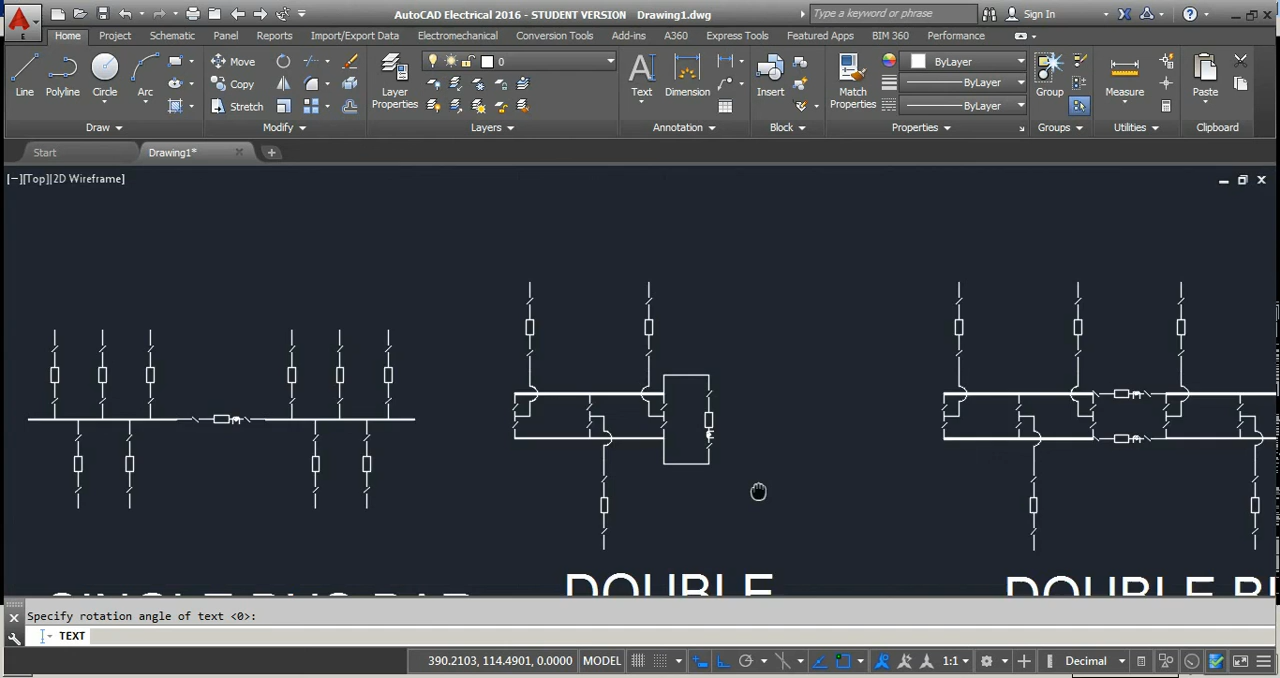 AutoCAD Electrical 2016 - STUDENT VERSION Drawing1.dwg
Type a keyword or phrase
Sign In
Home Project Schematic Panel Reports Import/Export Data Electromechanical Conversion Tools Add-ins A360 Express Tools Featured Apps BIM 360 Performance
E
Line Polyline Circle Arc
Move
Copy
Stretch
Layer Properties
0
Text Dimension
Insert
Match Properties
ByLayer
ByLayer
ByLayer
Group
Measure
Paste
Draw Modify Layers Annotation Block Properties Groups Utilities Clipboard
Start Drawing1* +
[−][Top][2D Wireframe]
DOUBLE
DOUBLE
Specify rotation angle of text <0>:
TEXT
390.2103, 114.4901, 0.0000 MODEL 1:1 Decimal